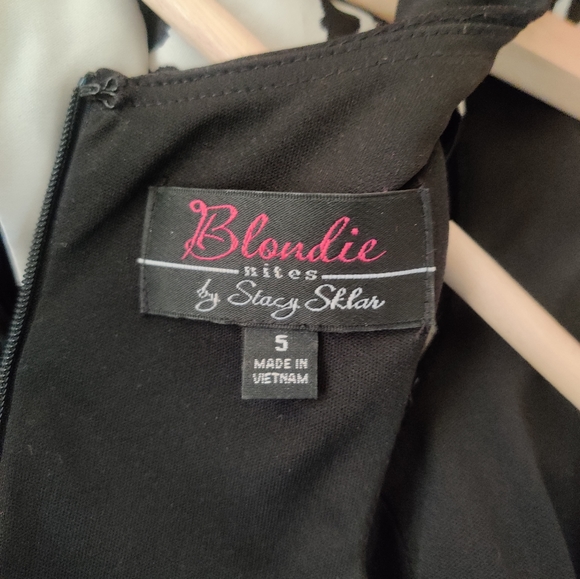 Blondie
nites
by Stacy Sklar
5
MADE IN
VIETNAM